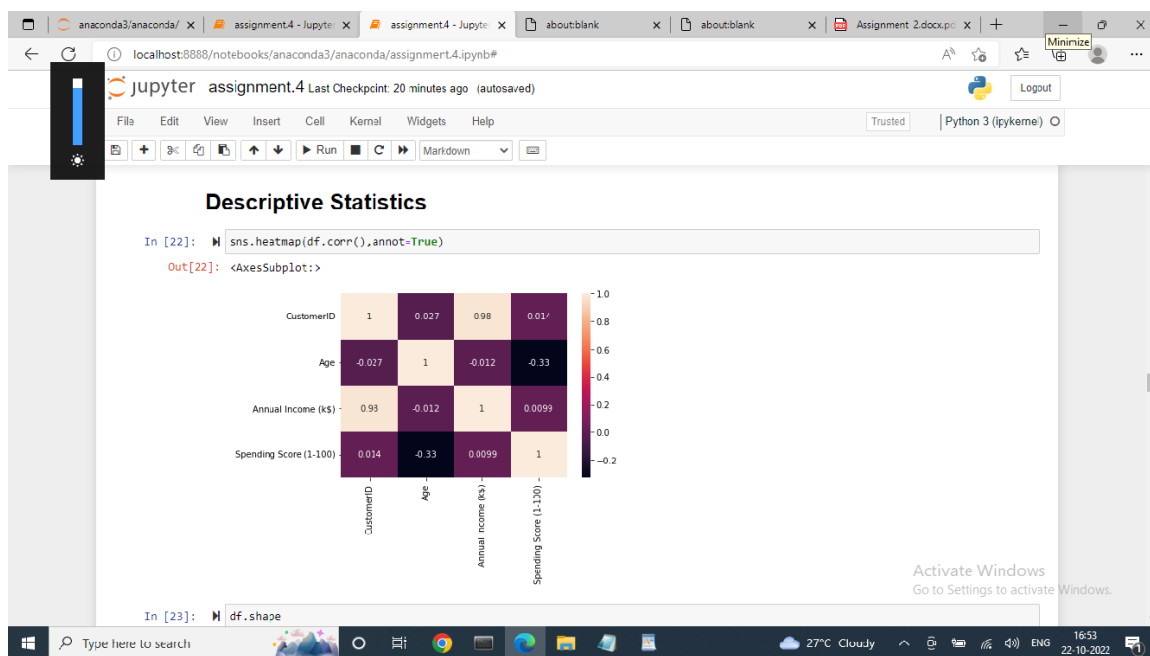 anaconda3/anaconda/
assignment.4 - Jupyter
assignment.4 - Jupyter
about:blank
about:blank
Assignment 2.docx.pd
Minimize
localhost:8888/notebooks/anaconda3/anaconda/assignment.4.ipynb#
jupyter assignment.4 Last Checkpoint: 20 minutes ago (autosaved)
Logout
File Edit View Insert Cell Kernel Widgets Help
Trusted
Python 3 (ipykernel)
Run
Markdown
Descriptive Statistics
In [22]: sns.heatmap(df.corr(),annot=True)
Out[22]: <AxesSubplot:>
CustomerID 1 0.027 0.98 0.014
Age -0.027 1 -0.012 -0.33
Annual Income (k$) 0.98 -0.012 1 0.0099
Spending Score (1-100) 0.014 -0.33 0.0099 1
1.0
0.8
0.6
0.4
0.2
0.0
-0.2
CustomerID
Age
Annual Income (k$)
Spending Score (1-100)
Activate Windows
Go to Settings to activate Windows.
In [23]: df.shape
Type here to search
27°C Cloudy
ENG
16:53
22-10-2022
1